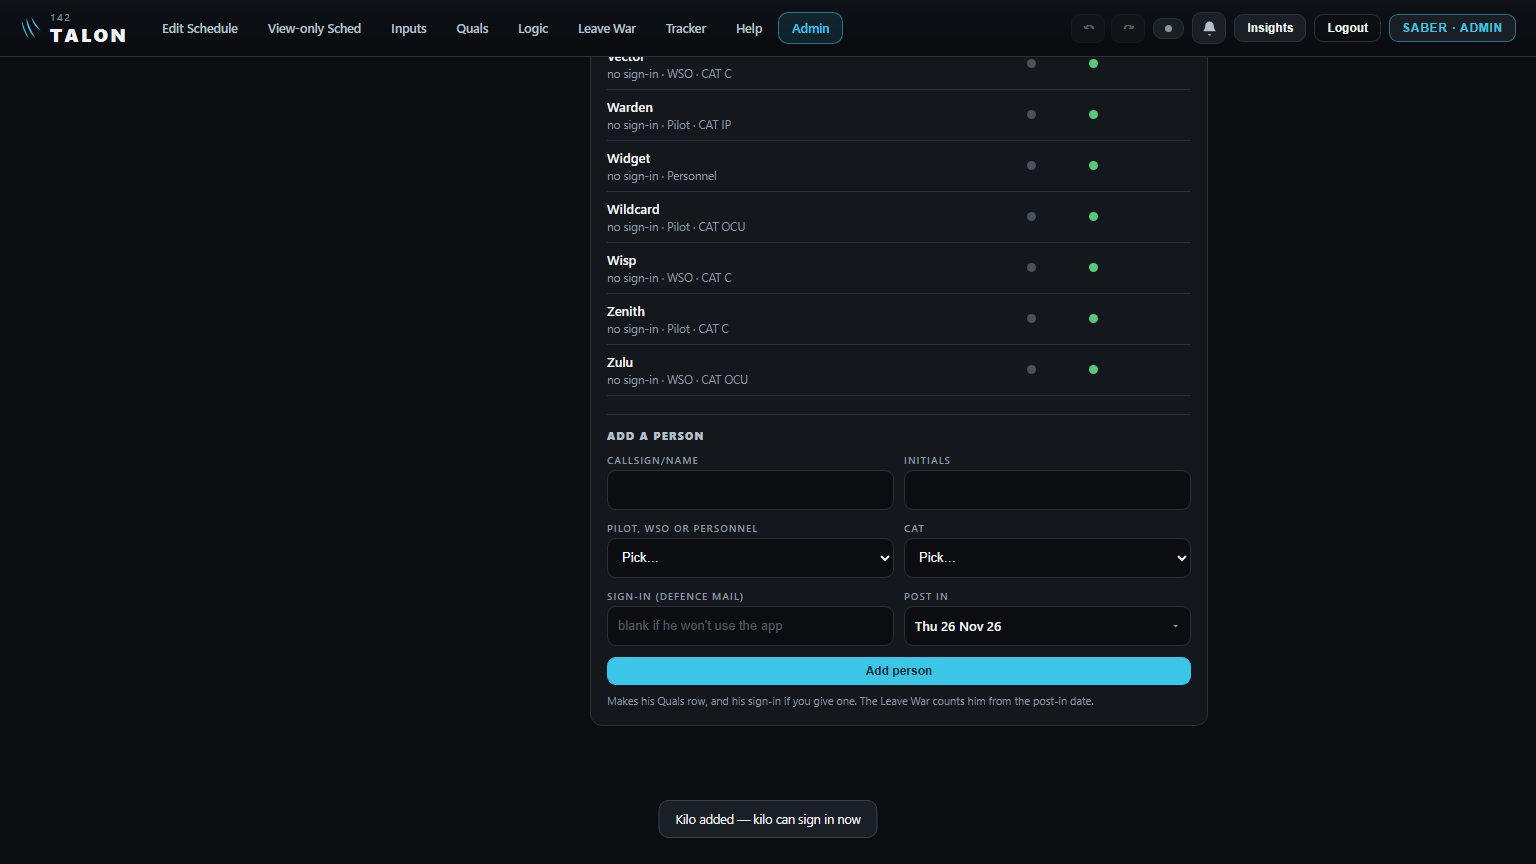 142
TALON
Edit Schedule
View-only Sched
Inputs
Quals
Logic
Leave War
Tracker
Help
Admin
Insights
Logout
SABER · ADMIN
Vector
no sign-in · WSO · CAT C
Warden
no sign-in · Pilot · CAT IP
Widget
no sign-in · Personnel
Wildcard
no sign-in · Pilot · CAT OCU
Wisp
no sign-in · WSO · CAT C
Zenith
no sign-in · Pilot · CAT C
Zulu
no sign-in · WSO · CAT OCU
ADD A PERSON
CALLSIGN/NAME
INITIALS
PILOT, WSO OR PERSONNEL
CAT
Pick...
Pick...
SIGN-IN (DEFENCE MAIL)
POST IN
blank if he won't use the app
Thu 26 Nov 26
Add person
Makes his Quals row, and his sign-in if you give one. The Leave War counts him from the post-in date.
Kilo added — kilo can sign in now